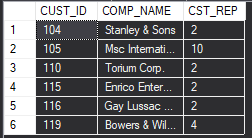 CUST_ID COMP_NAME CST_REP
1 104 Stanley & Sons 2
2 105 Msc Internati... 10
3 110 Torium Corp. 2
4 115 Enrico Enter... 2
5 116 Gay Lussac ... 2
6 119 Bowers & Wil... 4